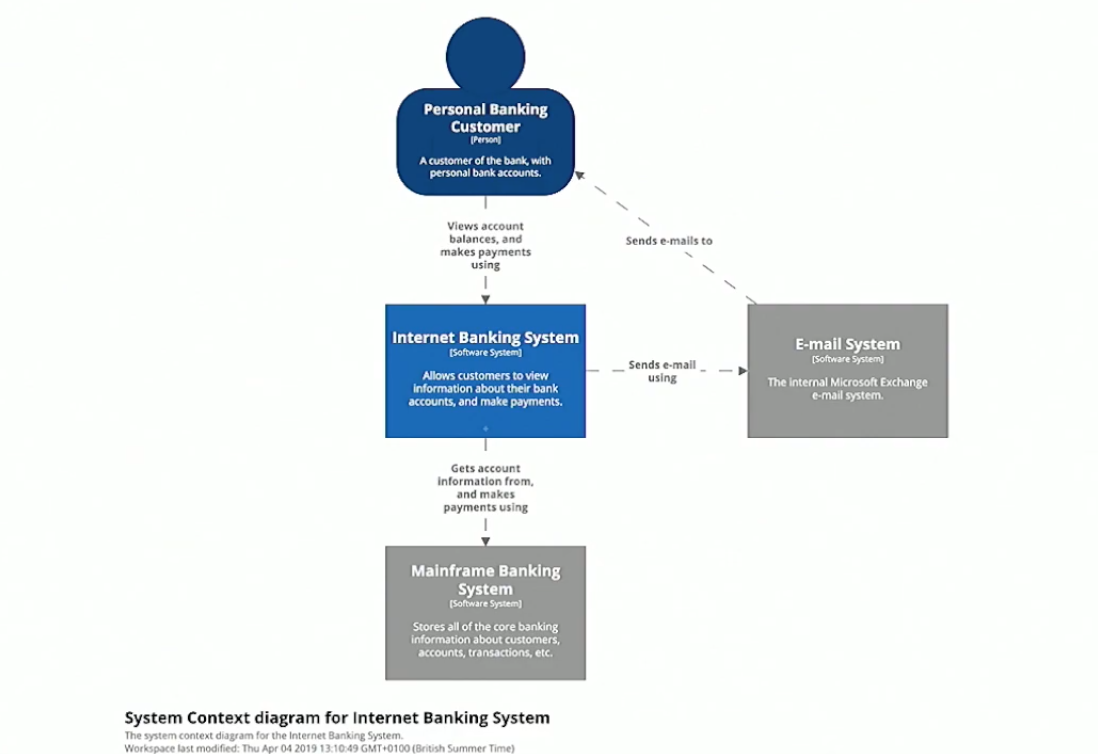 Personal Banking
Customer
[Person]
A customer of the bank, with
personal bank accounts.
Views account
balances, and
makes payments
using
Sends e-mails to
Internet Banking System
[Software System]
Allows customers to view
information about their bank
accounts, and make payments.
Sends e-mail
using
E-mail System
[Software System]
The internal Microsoft Exchange
e-mail system.
Gets account
information from,
and makes
payments using
Mainframe Banking
System
[Software System]
Stores all of the core banking
information about customers,
accounts, transactions, etc.
System Context diagram for Internet Banking System
The system context diagram for the Internet Banking System.
Workspace last modified: Thu Apr 04 2019 13:10:49 GMT+0100 (British Summer Time)